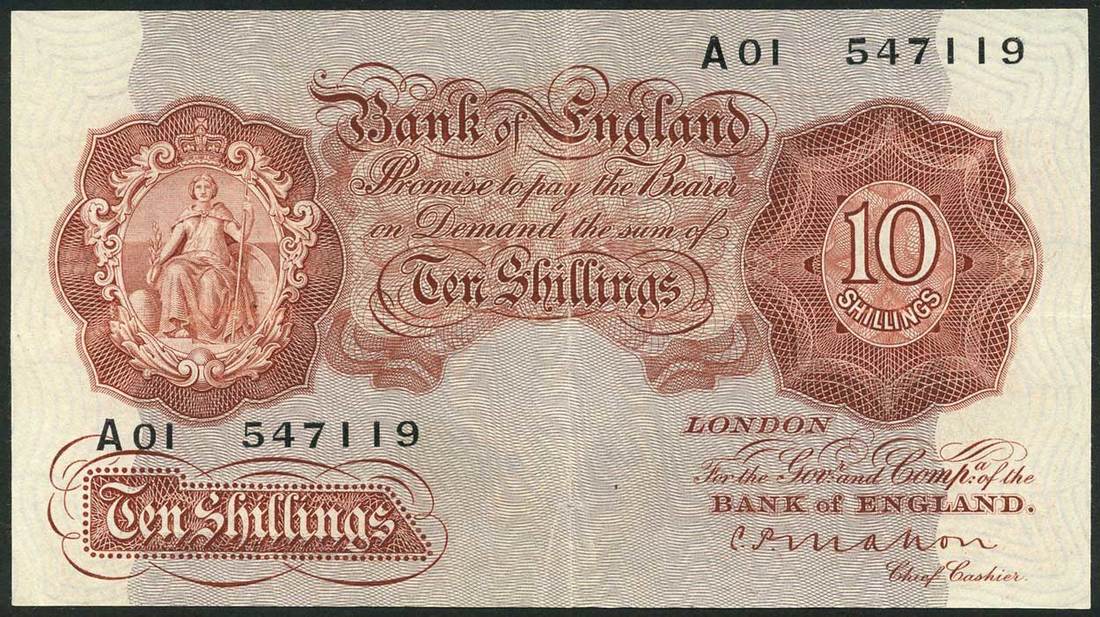 A01 547119
Bank of England
Promise to pay the Bearer
on Demand the sum of
Ten Shillings
10
SHILLINGS
A01 547119
Ten Shillings
LONDON
For the Govr. and Compa. of the
BANK of ENGLAND.
C.P. Mahon
Chief Cashier.